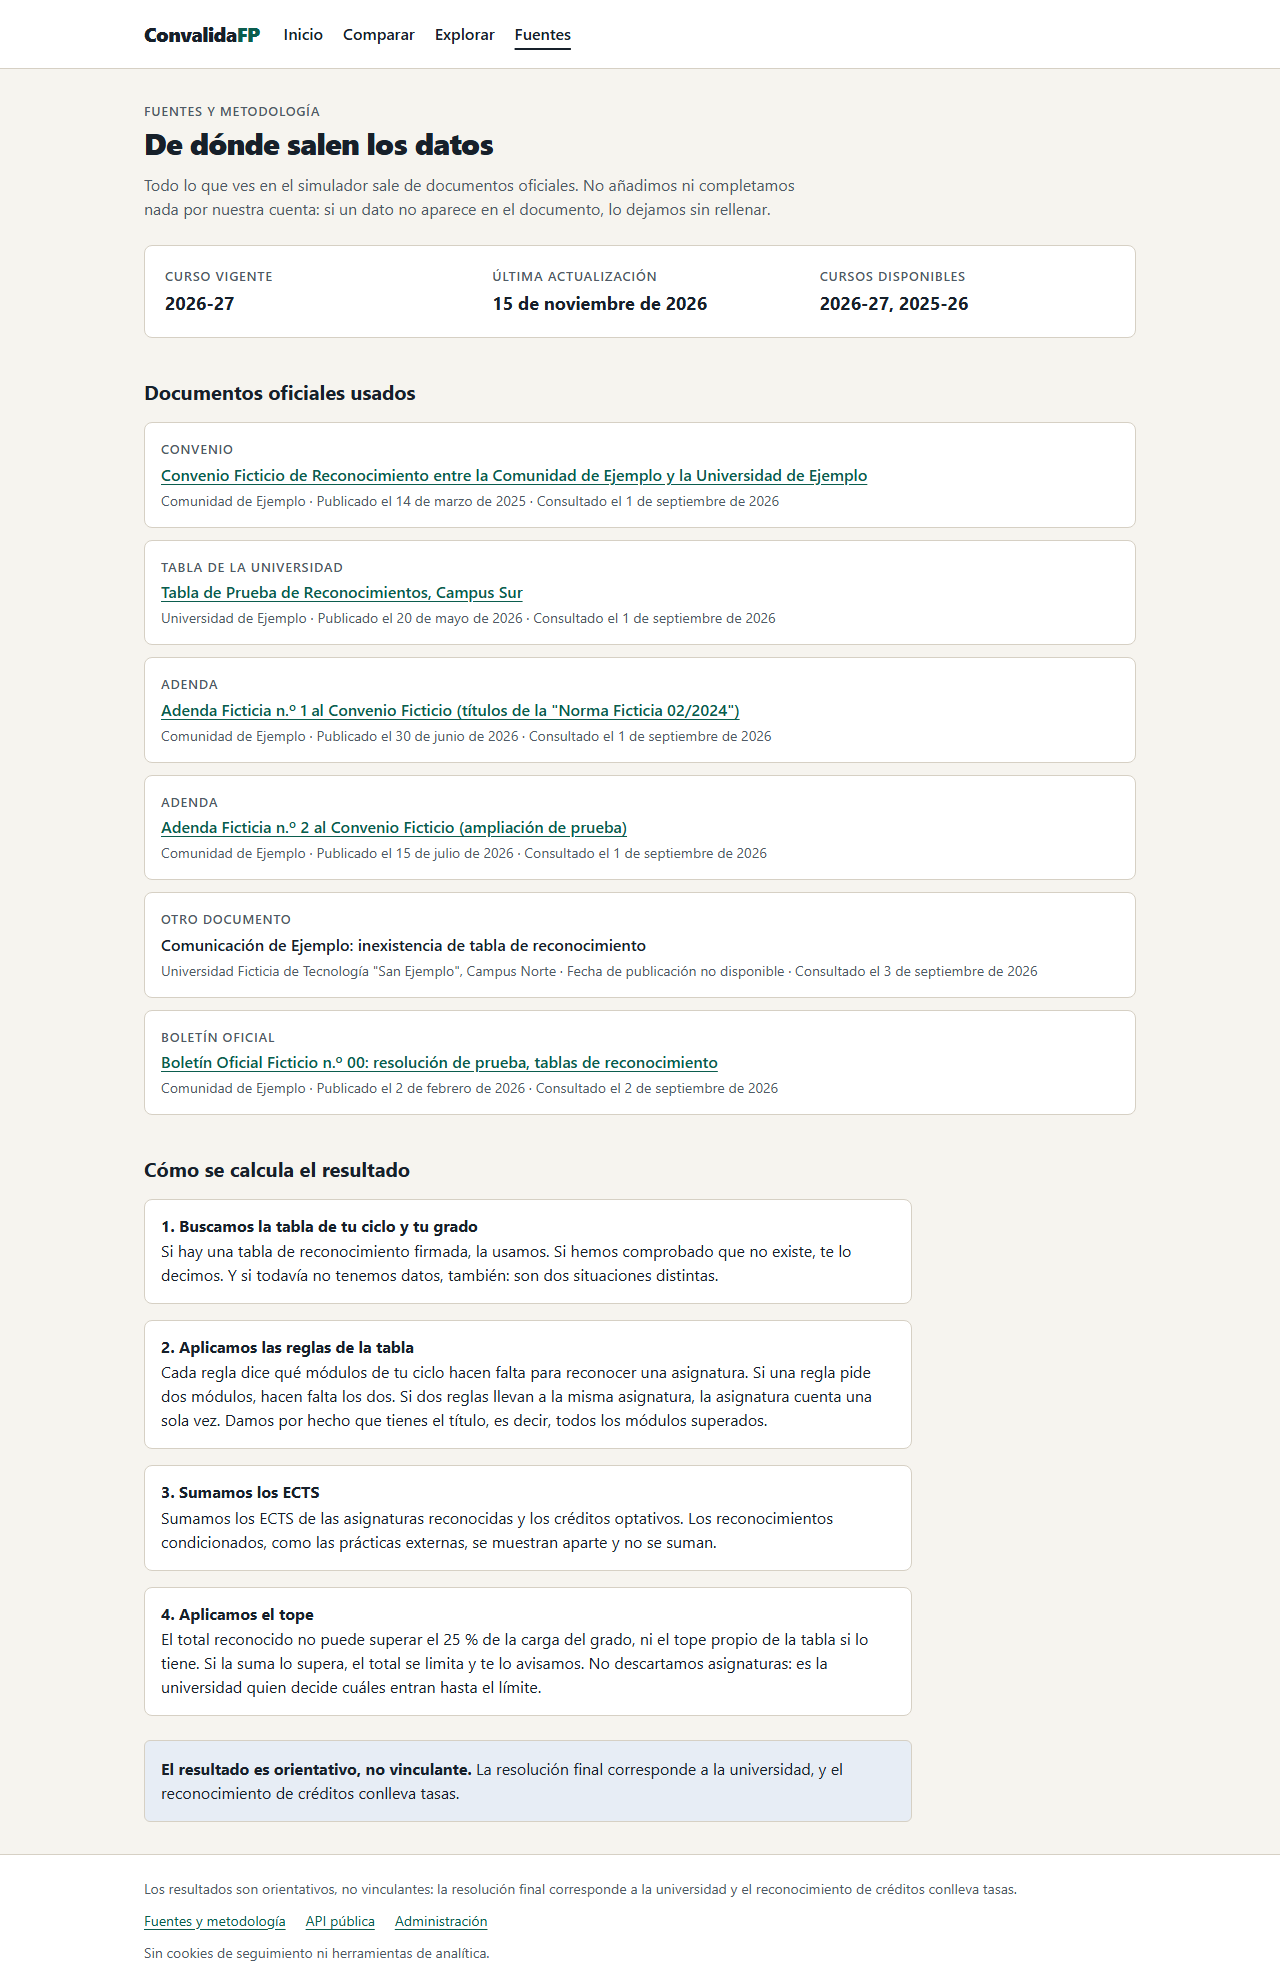 ConvalidaFP Inicio Comparar Explorar Fuentes
FUENTES Y METODOLOGÍA
De dónde salen los datos
Todo lo que ves en el simulador sale de documentos oficiales. No añadimos ni completamos
nada por nuestra cuenta: si un dato no aparece en el documento, lo dejamos sin rellenar.
CURSO VIGENTE
2026-27
ÚLTIMA ACTUALIZACIÓN
15 de noviembre de 2026
CURSOS DISPONIBLES
2026-27, 2025-26
Documentos oficiales usados
CONVENIO
Convenio Ficticio de Reconocimiento entre la Comunidad de Ejemplo y la Universidad de Ejemplo
Comunidad de Ejemplo · Publicado el 14 de marzo de 2025 · Consultado el 1 de septiembre de 2026
TABLA DE LA UNIVERSIDAD
Tabla de Prueba de Reconocimientos, Campus Sur
Universidad de Ejemplo · Publicado el 20 de mayo de 2026 · Consultado el 1 de septiembre de 2026
ADENDA
Adenda Ficticia n.º 1 al Convenio Ficticio (títulos de la "Norma Ficticia 02/2024")
Comunidad de Ejemplo · Publicado el 30 de junio de 2026 · Consultado el 1 de septiembre de 2026
ADENDA
Adenda Ficticia n.º 2 al Convenio Ficticio (ampliación de prueba)
Comunidad de Ejemplo · Publicado el 15 de julio de 2026 · Consultado el 1 de septiembre de 2026
OTRO DOCUMENTO
Comunicación de Ejemplo: inexistencia de tabla de reconocimiento
Universidad Ficticia de Tecnología "San Ejemplo", Campus Norte · Fecha de publicación no disponible · Consultado el 3 de septiembre de 2026
BOLETÍN OFICIAL
Boletín Oficial Ficticio n.º 00: resolución de prueba, tablas de reconocimiento
Comunidad de Ejemplo · Publicado el 2 de febrero de 2026 · Consultado el 2 de septiembre de 2026
Cómo se calcula el resultado
1. Buscamos la tabla de tu ciclo y tu grado
Si hay una tabla de reconocimiento firmada, la usamos. Si hemos comprobado que no existe, te lo
decimos. Y si todavía no tenemos datos, también: son dos situaciones distintas.
2. Aplicamos las reglas de la tabla
Cada regla dice qué módulos de tu ciclo hacen falta para reconocer una asignatura. Si una regla pide
dos módulos, hacen falta los dos. Si dos reglas llevan a la misma asignatura, la asignatura cuenta una
sola vez. Damos por hecho que tienes el título, es decir, todos los módulos superados.
3. Sumamos los ECTS
Sumamos los ECTS de las asignaturas reconocidas y los créditos optativos. Los reconocimientos
condicionados, como las prácticas externas, se muestran aparte y no se suman.
4. Aplicamos el tope
El total reconocido no puede superar el 25 % de la carga del grado, ni el tope propio de la tabla si lo
tiene. Si la suma lo supera, el total se limita y te lo avisamos. No descartamos asignaturas: es la
universidad quien decide cuáles entran hasta el límite.
El resultado es orientativo, no vinculante. La resolución final corresponde a la universidad, y el
reconocimiento de créditos conlleva tasas.
Los resultados son orientativos, no vinculantes: la resolución final corresponde a la universidad y el reconocimiento de créditos conlleva tasas.
Fuentes y metodología API pública Administración
Sin cookies de seguimiento ni herramientas de analítica.